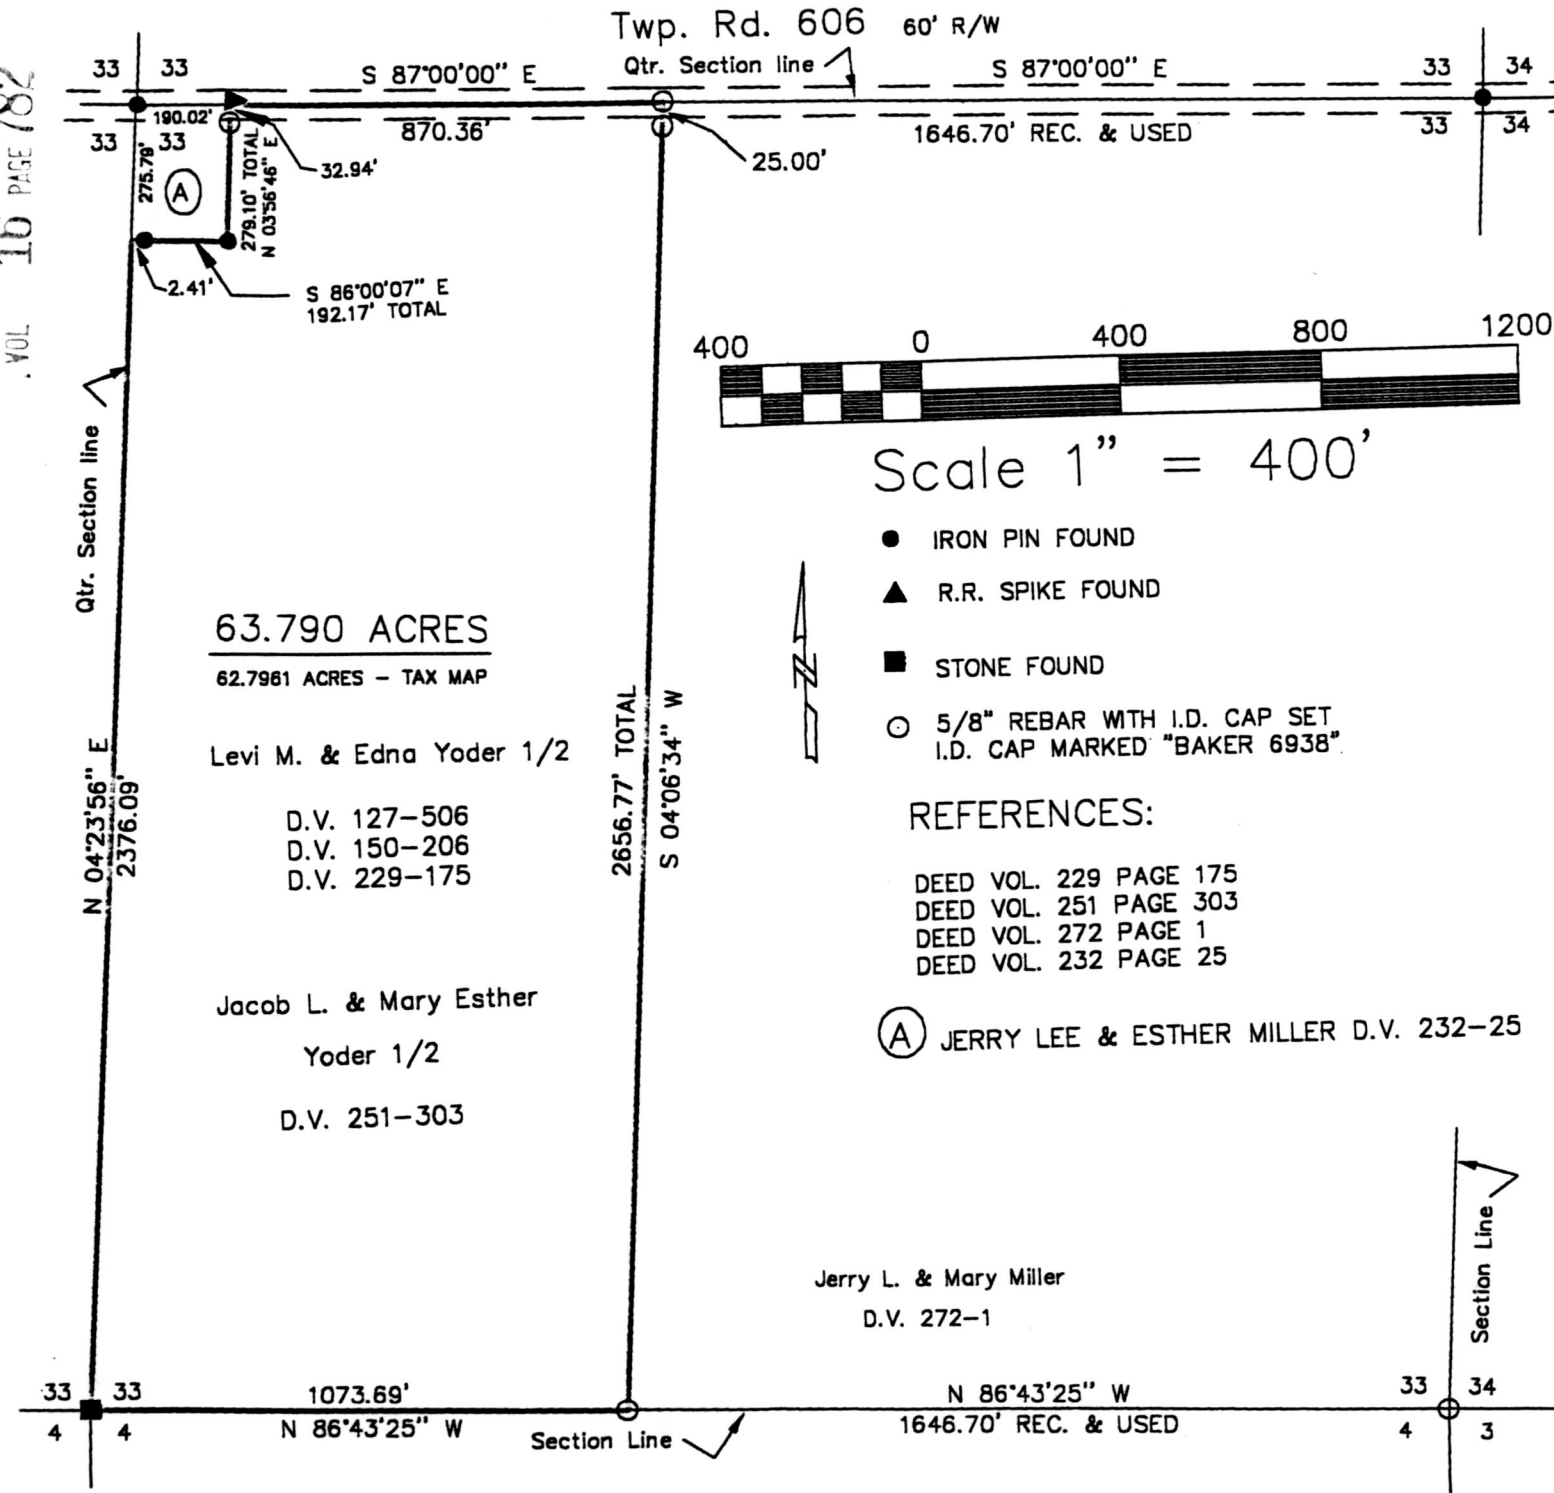 Twp. Rd. 606 60' R/W
Qtr. Section line
33 33
S 87°00'00" E
S 87°00'00" E
33 34
190.02'
33 33
870.36'
1646.70' REC. & USED
33 34
32.94'
25.00'
275.79'
A
279.10' TOTAL
N 03°56'46" E
2.41'
S 86°00'07" E
192.17' TOTAL
VOL 16 PAGE 782
400 0 400 800 1200
Scale 1" = 400'
Qtr. Section line
IRON PIN FOUND
R.R. SPIKE FOUND
N
STONE FOUND
5/8" REBAR WITH I.D. CAP SET
I.D. CAP MARKED "BAKER 6938"
63.790 ACRES
62.7961 ACRES - TAX MAP
Levi M. & Edna Yoder 1/2
D.V. 127-506
D.V. 150-206
D.V. 229-175
N 04°23'56" E
2376.09'
2656.77' TOTAL
S 04°06'34" W
REFERENCES:
DEED VOL. 229 PAGE 175
DEED VOL. 251 PAGE 303
DEED VOL. 272 PAGE 1
DEED VOL. 232 PAGE 25
A JERRY LEE & ESTHER MILLER D.V. 232-25
Jacob L. & Mary Esther
Yoder 1/2
D.V. 251-303
Section Line
Jerry L. & Mary Miller
D.V. 272-1
33 33
1073.69'
N 86°43'25" W
33 34
4 4
N 86°43'25" W
Section Line
1646.70' REC. & USED
4 3